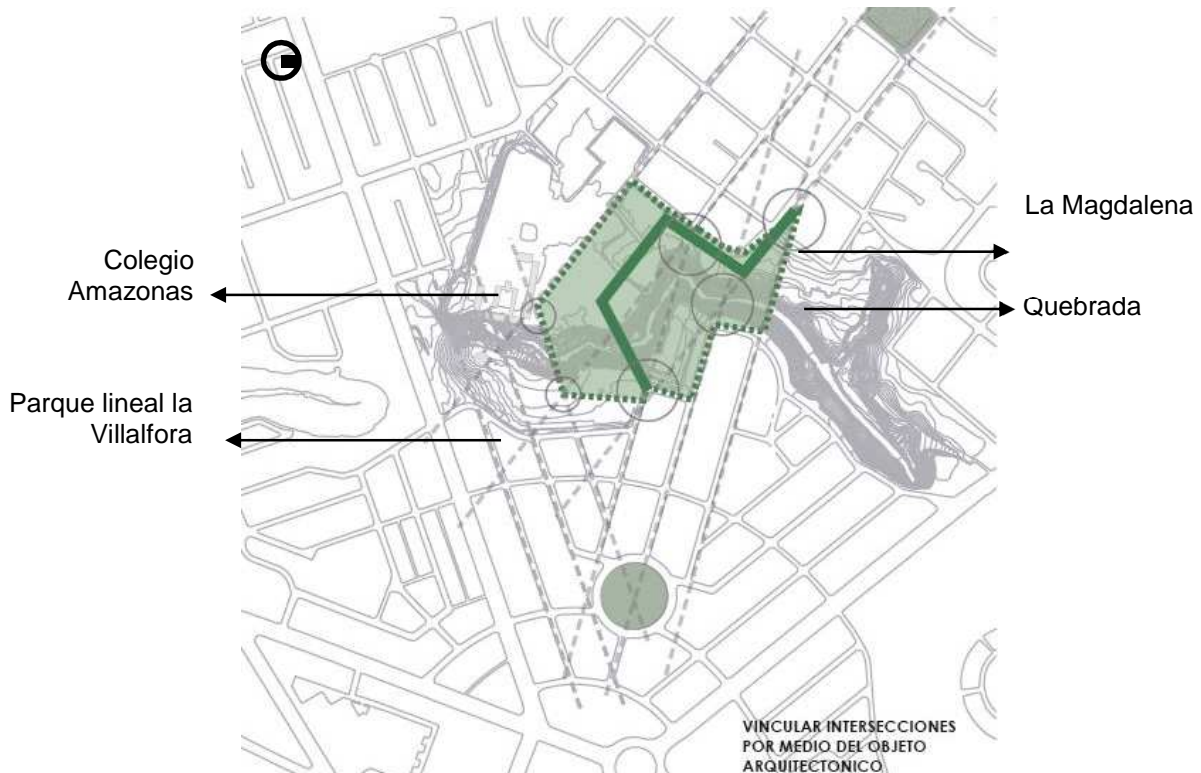 La Magdalena
Colegio
Amazonas
Quebrada
Parque lineal la
Villalfora
VINCULAR INTERSECCIONES
POR MEDIO DEL OBJETO
ARQUITECTONICO